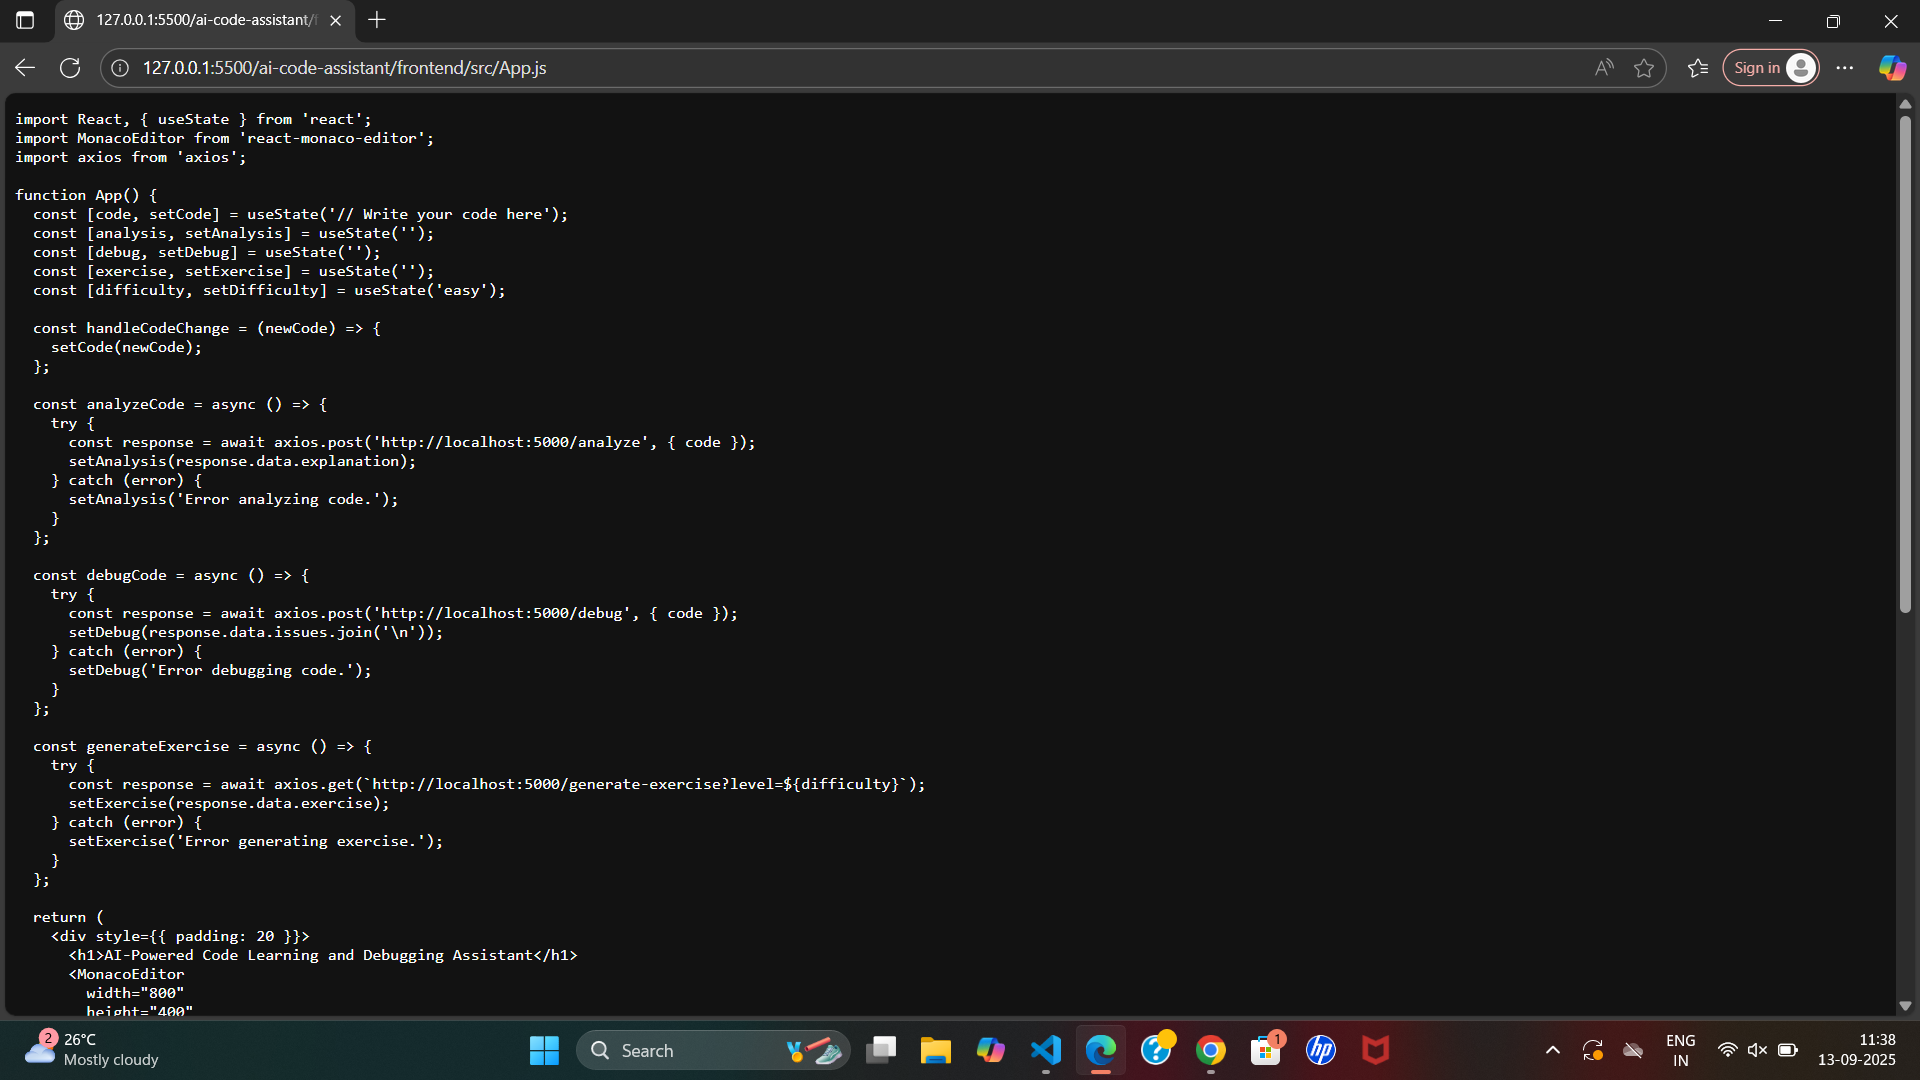 127.0.0.1:5500/ai-code-assistant/f
127.0.0.1:5500/ai-code-assistant/frontend/src/App.js
Sign in
import React, { useState } from 'react';
import MonacoEditor from 'react-monaco-editor';
import axios from 'axios';

function App() {
  const [code, setCode] = useState('// Write your code here');
  const [analysis, setAnalysis] = useState('');
  const [debug, setDebug] = useState('');
  const [exercise, setExercise] = useState('');
  const [difficulty, setDifficulty] = useState('easy');

  const handleCodeChange = (newCode) => {
    setCode(newCode);
  };

  const analyzeCode = async () => {
    try {
      const response = await axios.post('http://localhost:5000/analyze', { code });
      setAnalysis(response.data.explanation);
    } catch (error) {
      setAnalysis('Error analyzing code.');
    }
  };

  const debugCode = async () => {
    try {
      const response = await axios.post('http://localhost:5000/debug', { code });
      setDebug(response.data.issues.join('\n'));
    } catch (error) {
      setDebug('Error debugging code.');
    }
  };

  const generateExercise = async () => {
    try {
      const response = await axios.get(`http://localhost:5000/generate-exercise?level=${difficulty}`);
      setExercise(response.data.exercise);
    } catch (error) {
      setExercise('Error generating exercise.');
    }
  };

  return (
    <div style={{ padding: 20 }}>
      <h1>AI-Powered Code Learning and Debugging Assistant</h1>
      <MonacoEditor
        width="800"
        height="400"
2
26°C
Mostly cloudy
Search
1
hp
ENG
IN
11:38
13-09-2025